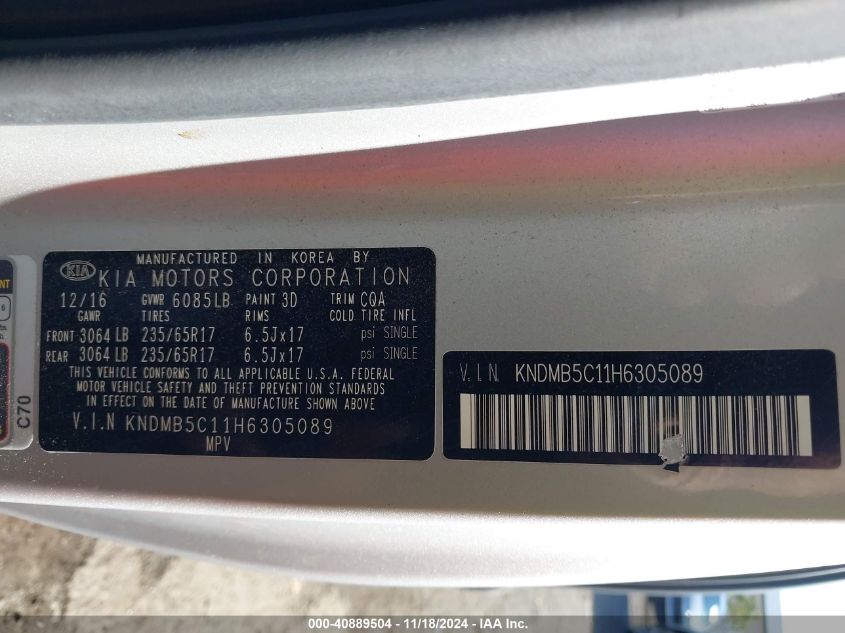 MANUFACTURED IN KOREA BY
KIA KIA MOTORS CORPORATION
12/16 GVWR 6085LB PAINT 3D TRIM CQA
GAWR TIRES RIMS COLD TIRE INFL
FRONT 3064 LB 235/65R17 6.5Jx17 psi SINGLE
REAR 3064 LB 235/65R17 6.5Jx17 psi SINGLE
THIS VEHICLE CONFORMS TO ALL APPLICABLE U.S.A. FEDERAL
MOTOR VEHICLE SAFETY AND THEFT PREVENTION STANDARDS
IN EFFECT ON THE DATE OF MANUFACTURE SHOWN ABOVE
V.I.N KNDMB5C11H6305089
MPV
C70
V.I.N. KNDMB5C11H6305089
000-40889504 - 11/18/2024 - IAA Inc.